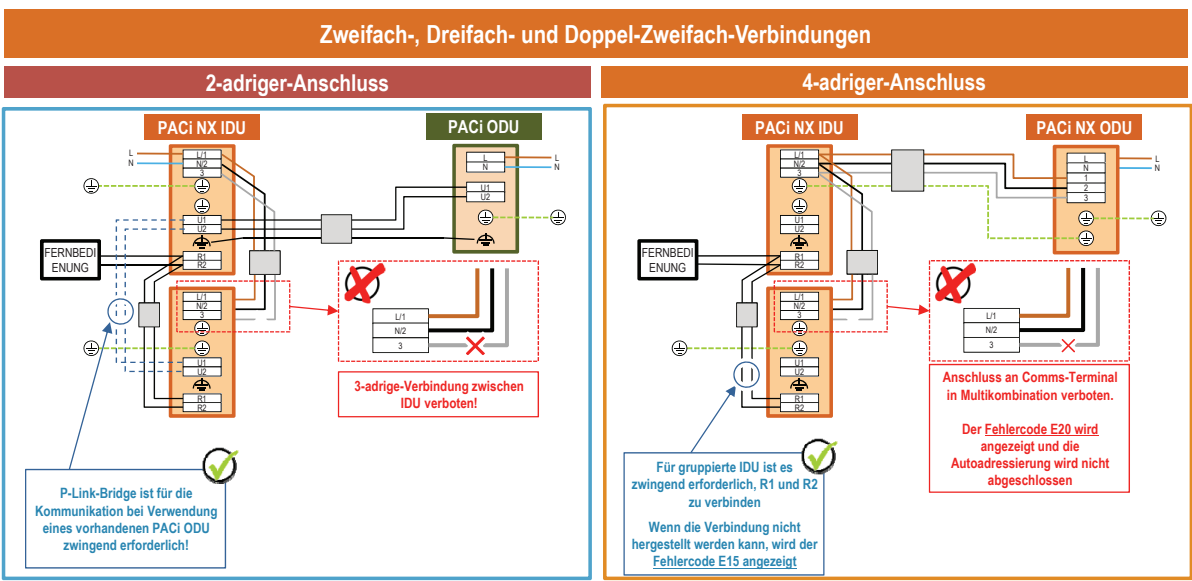 Zweifach-, Dreifach- und Doppel-Zweifach-Verbindungen
2-adriger-Anschluss
PACi NX IDU
PACi ODU
L
N
L/1
N/2
3
L
N
L
N
U1
U2
U1
U2
FERNBEDI
ENUNG
R1
R2
L/1
N/2
3
L/1
N/2
3
U1
U2
R1
R2
3-adrige-Verbindung zwischen
IDU verboten!
P-Link-Bridge ist für die
Kommunikation bei Verwendung
eines vorhandenen PACi ODU
zwingend erforderlich!
4-adriger-Anschluss
PACi NX IDU
PACi NX ODU
L/1
N/2
3
L
N
1
2
3
L
N
U1
U2
FERNBEDI
ENUNG
R1
R2
L/1
N/2
3
L/1
N/2
3
U1
U2
R1
R2
Anschluss an Comms-Terminal
in Multikombination verboten.
Der Fehlercode E20 wird
angezeigt und die
Autoadressierung wird nicht
abgeschlossen
Für gruppierte IDU ist es
zwingend erforderlich, R1 und R2
zu verbinden
Wenn die Verbindung nicht
hergestellt werden kann, wird der
Fehlercode E15 angezeigt